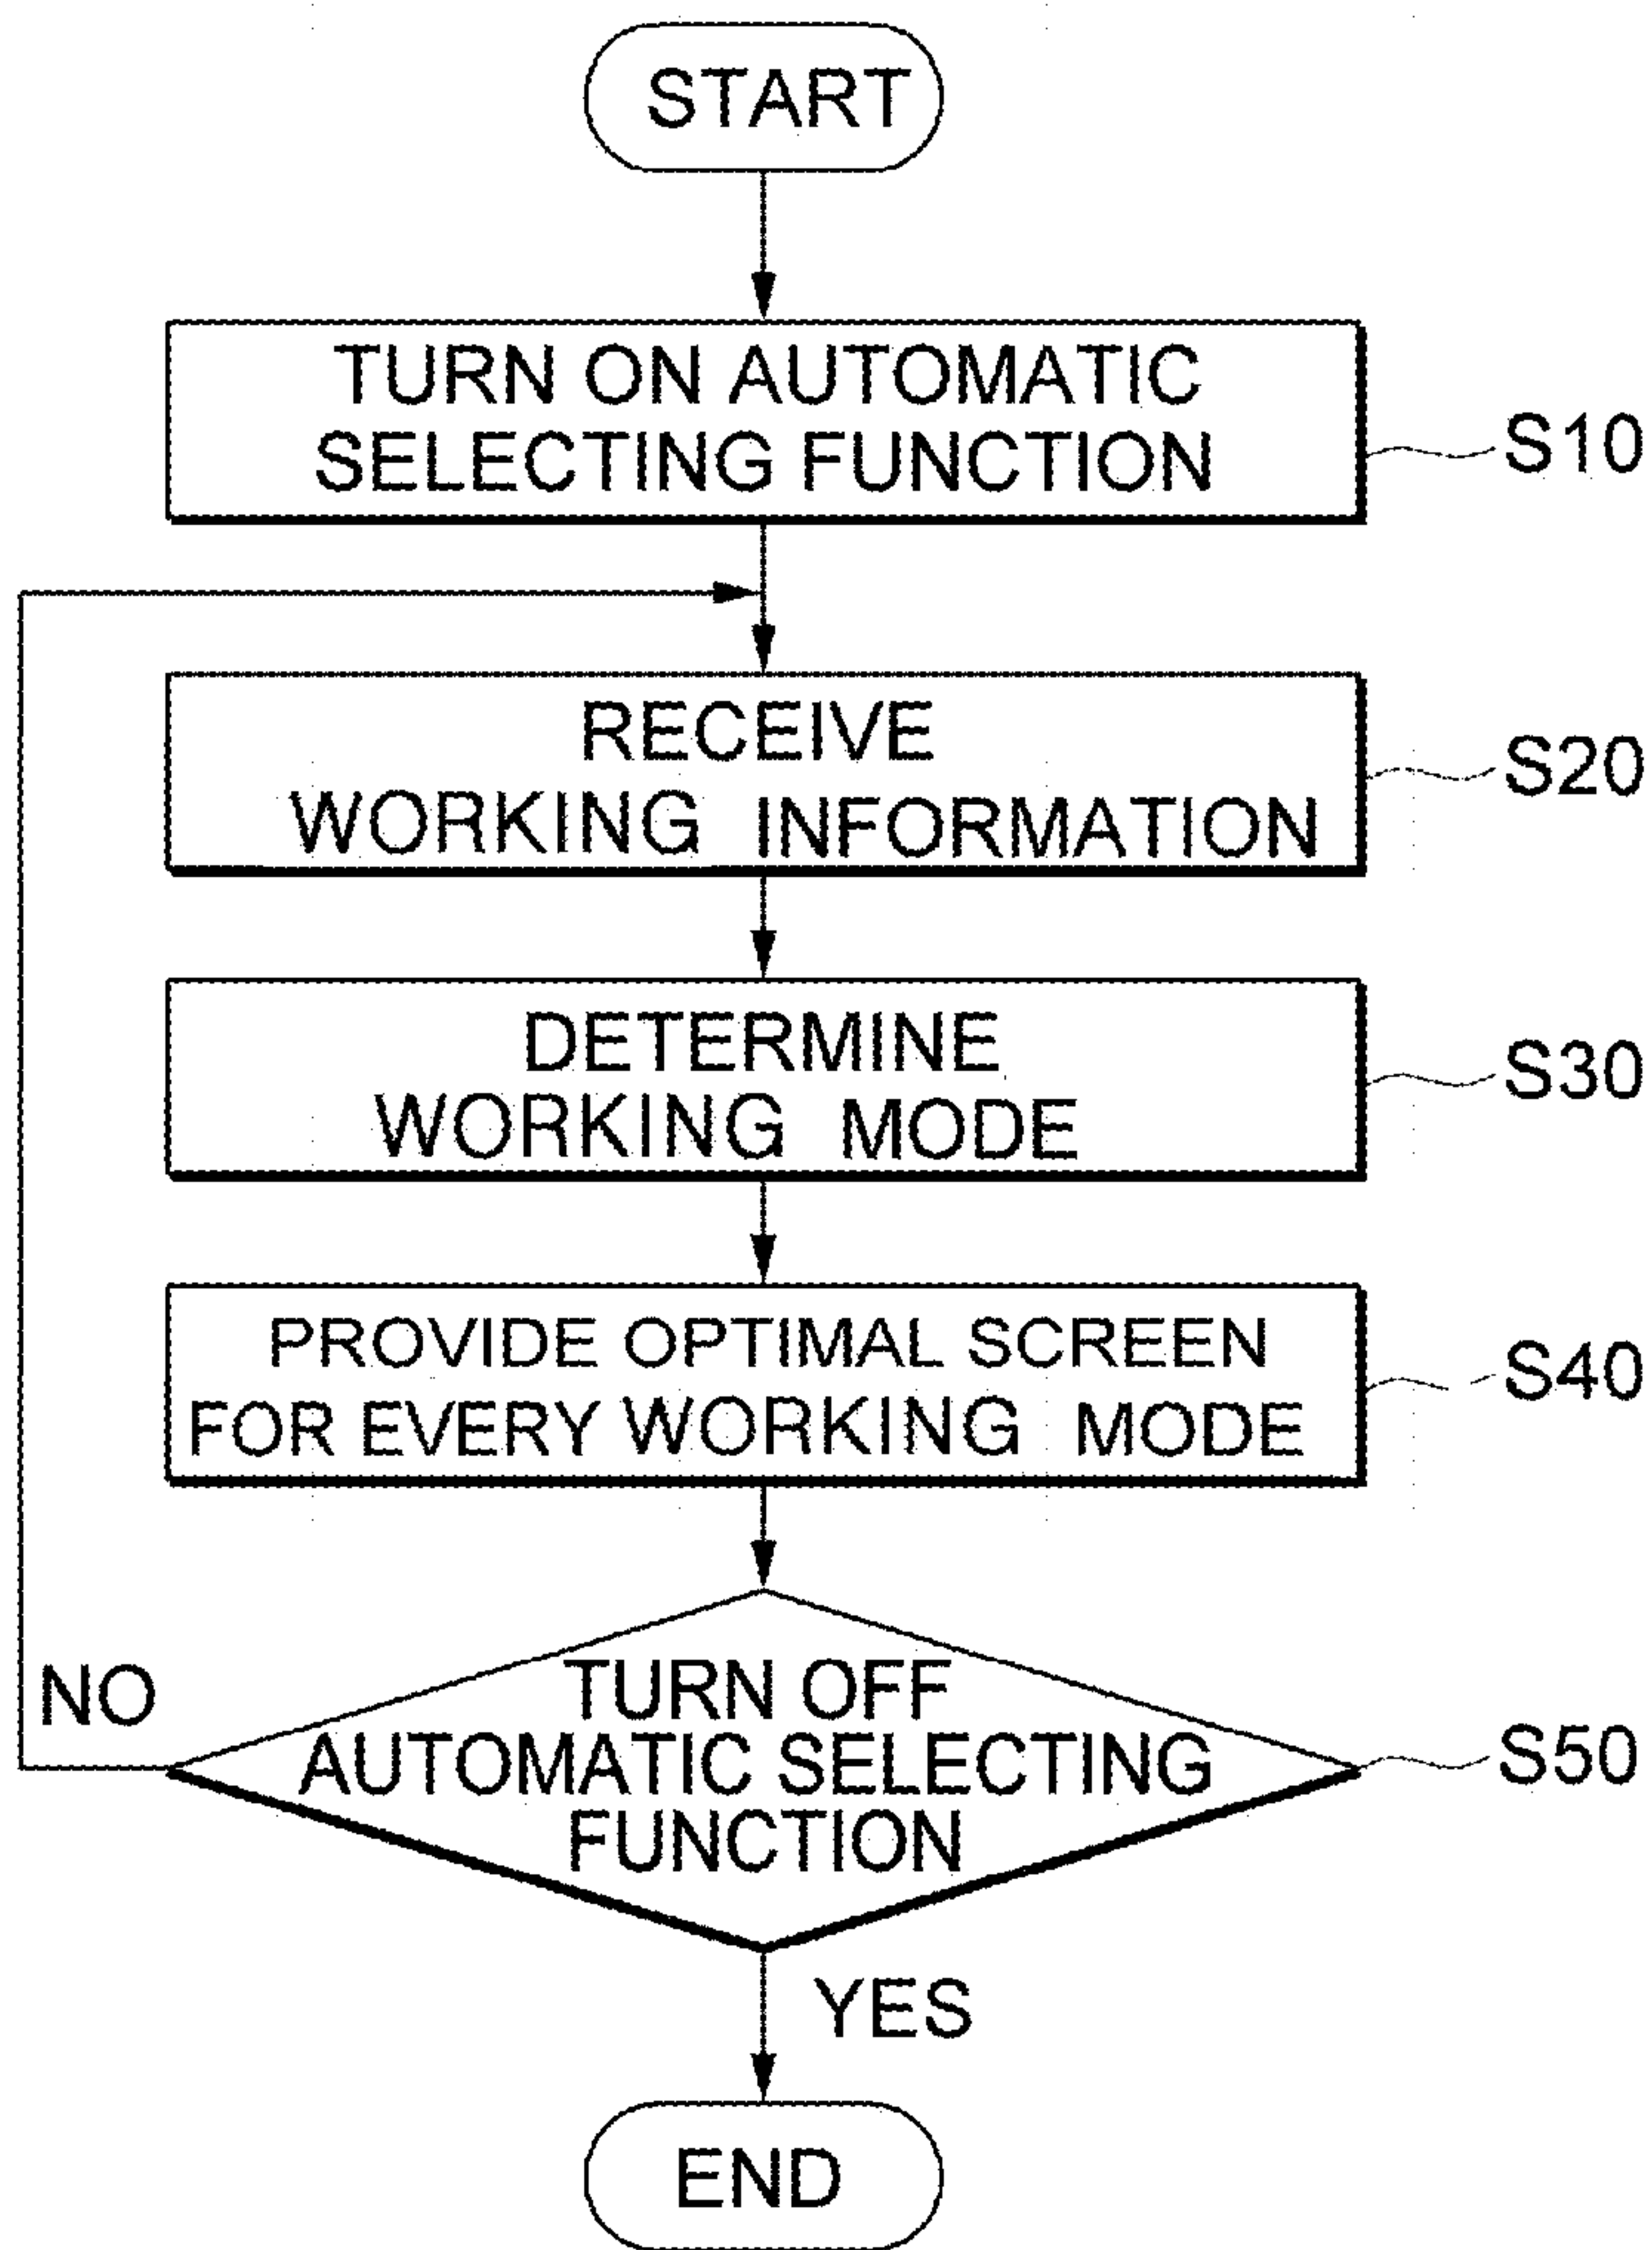 START
TURN ON AUTOMATIC
SELECTING FUNCTION
S10
RECEIVE
WORKING INFORMATION
S20
DETERMINE
WORKING MODE
S30
PROVIDE OPTIMAL SCREEN
FOR EVERY WORKING MODE
S40
NO
TURN OFF
AUTOMATIC SELECTING
FUNCTION
S50
YES
END